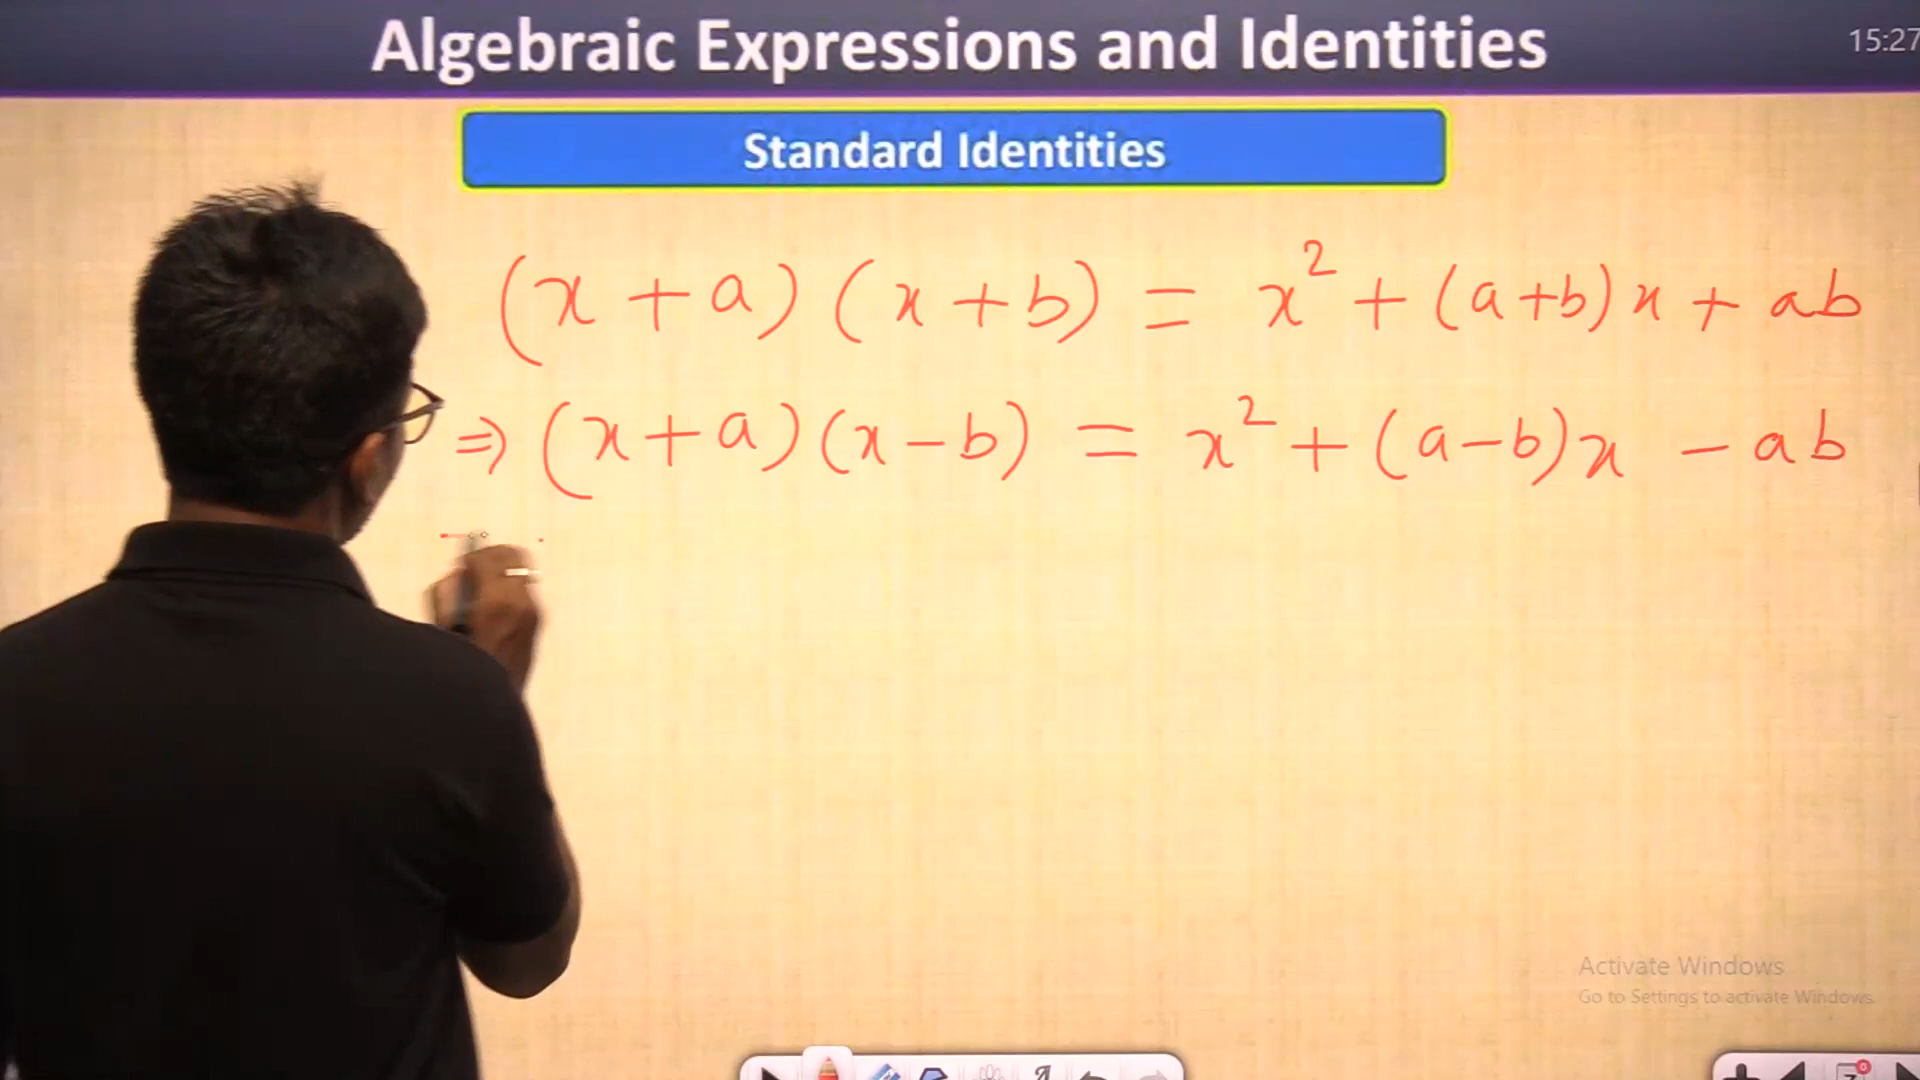 Algebraic Expressions and Identities
15:27
Standard Identities
(x + a) (x + b) = x² + (a+b)x + ab
⇒ (x + a) (x - b) = x² + (a-b)x - ab
Activate Windows
Go to Settings to activate Windows.